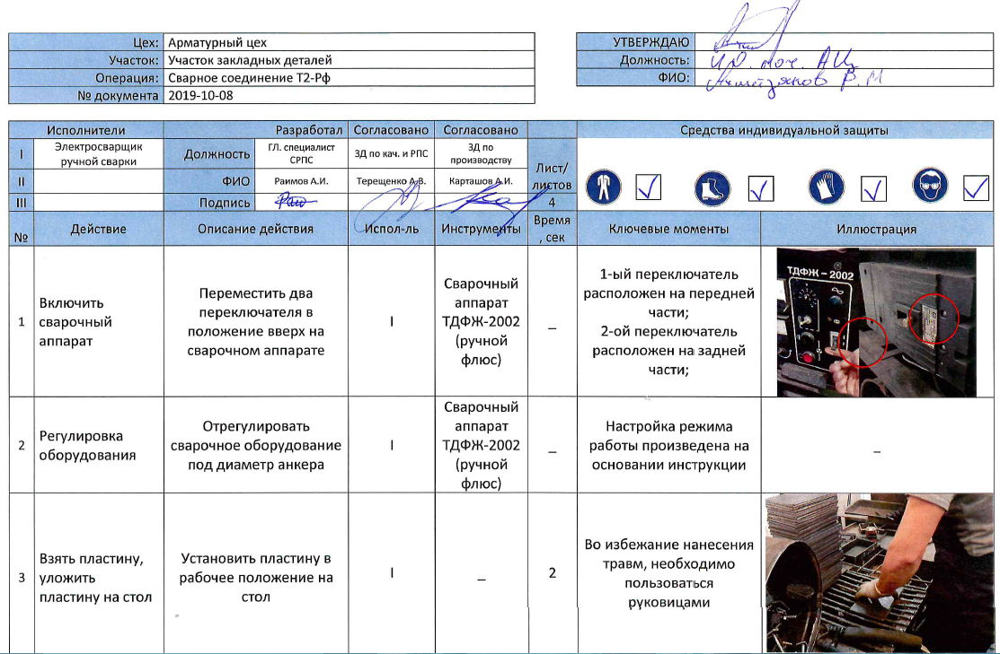 Цех: Арматурный цех
Участок: Участок закладных деталей
Операция: Сварное соединение Т2-Рф
№ документа 2019-10-08
УТВЕРЖДАЮ
Должность: И.О. нач. АЦ
ФИО: В.М
Исполнители Разработал Согласовано Согласовано Средства индивидуальной защиты
I Электросварщик ручной сварки Должность ГЛ. специалист СРПС ЗД по кач. и РПС ЗД по производству Лист/листов
II ФИО Раимов А.И. Терещенко А.В. Карташов А.И.
III Подпись 4
№ Действие Описание действия Испол-ль Инструменты Время, сек Ключевые моменты Иллюстрация
1
Включить
сварочный
аппарат
Переместить два
переключателя в
положение вверх на
сварочном аппарате
I
Сварочный
аппарат
ТДФЖ-2002
(ручной
флюс)
_
1-ый переключатель
расположен на передней
части;
2-ой переключатель
расположен на задней
части;
ТДФЖ-2002
2
Регулировка
оборудования
Отрегулировать
сварочное оборудование
под диаметр анкера
I
Сварочный
аппарат
ТДФЖ-2002
(ручной
флюс)
_
Настройка режима
работы произведена на
основании инструкции
_
3
Взять пластину,
уложить
пластину на стол
Установить пластину в
рабочее положение на
стол
I
_
2
Во избежание нанесения
травм, необходимо
пользоваться
руковицами